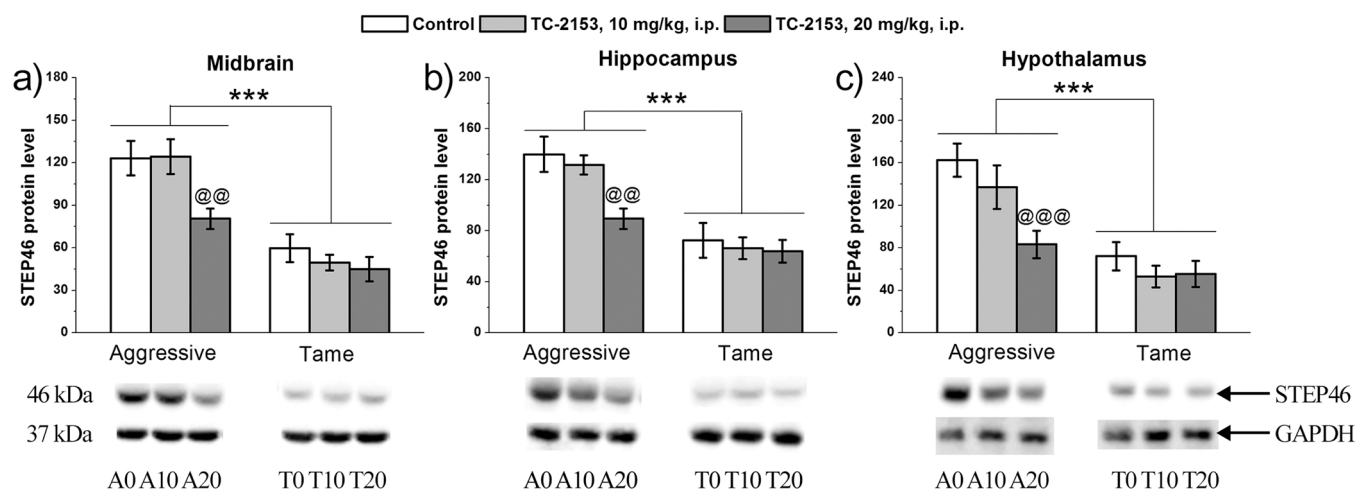 Control TC-2153, 10 mg/kg, i.p. TC-2153, 20 mg/kg, i.p.
a) Midbrain
STEP46 protein level
180
150
120
90
60
30
0
***
@@
Aggressive Tame
b) Hippocampus
STEP46 protein level
200
160
120
80
40
0
***
@@
Aggressive Tame
c) Hypothalamus
STEP46 protein level
240
200
160
120
80
40
0
***
@@@
Aggressive Tame
46 kDa
STEP46
37 kDa
GAPDH
A0 A10 A20 T0 T10 T20 A0 A10 A20 T0 T10 T20 A0 A10 A20 T0 T10 T20